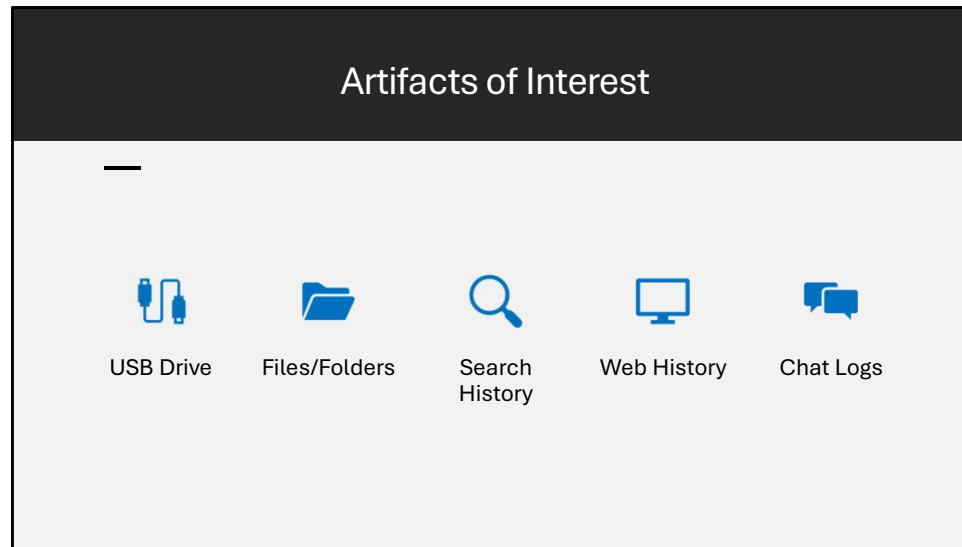 Artifacts of Interest
USB Drive
Files/Folders
Search
History
Web History
Chat Logs